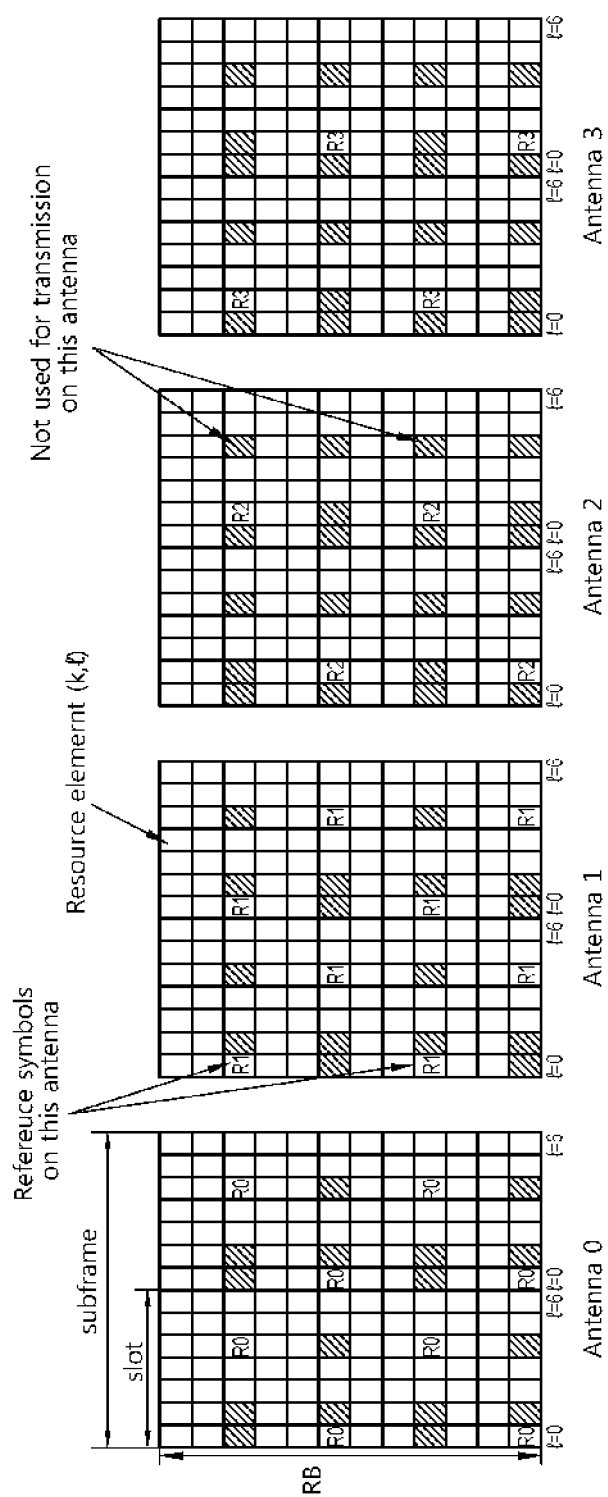 Not used for transmission
on this antenna
Resource elemernt (k,ℓ)
Refereuce symbols
on this antenna
subframe
slot
RB
R0 R0 R1 R1 R2 R3
R0 R0 R1 R1 R2 R3
R0 R0 R1 R1 R2 R3
R0 R0 R1 R1 R2 R3
ℓ=0 ℓ=6 ℓ=0 ℓ=6 ℓ=0 ℓ=6 ℓ=0 ℓ=6 ℓ=0 ℓ=6 ℓ=0 ℓ=6 ℓ=0 ℓ=6 ℓ=0 ℓ=6
Antenna 0 Antenna 1 Antenna 2 Antenna 3